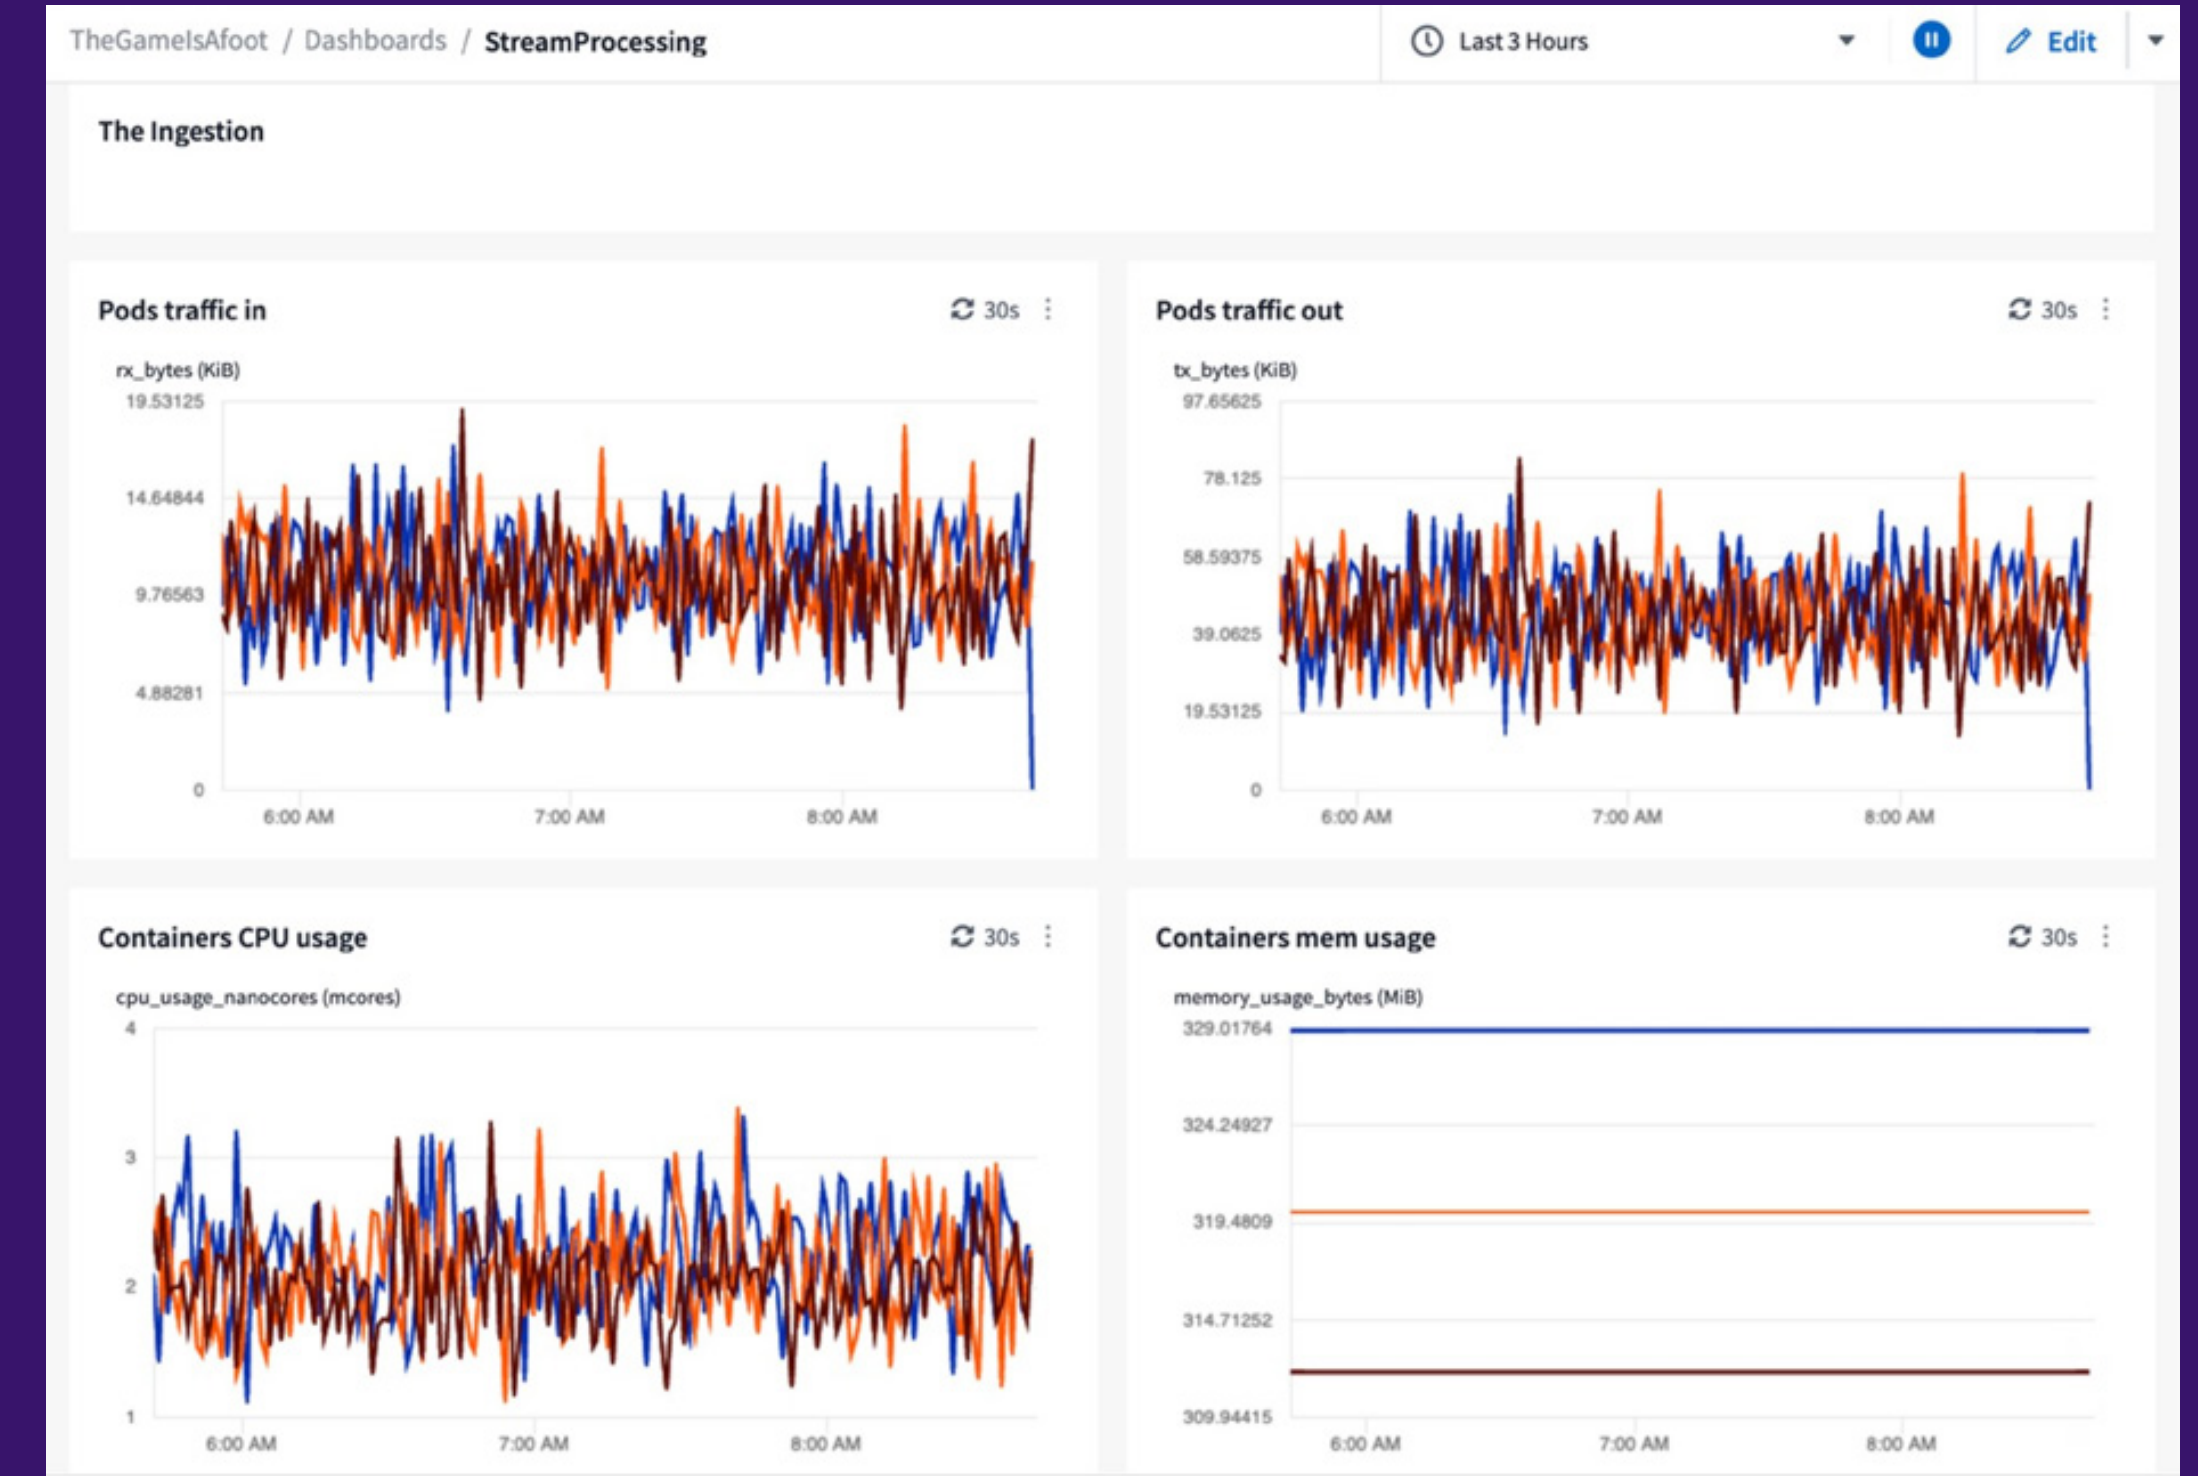 TheGameIsAfoot / Dashboards / StreamProcessing
Last 3 Hours
Edit
The Ingestion
Pods traffic in
30s
rx_bytes (KiB)
19.53125
14.64844
9.76563
4.88281
0
6:00 AM 7:00 AM 8:00 AM
Pods traffic out
30s
tx_bytes (KiB)
97.65625
78.125
58.59375
39.0625
19.53125
0
6:00 AM 7:00 AM 8:00 AM
Containers CPU usage
30s
cpu_usage_nanocores (mcores)
4
3
2
1
6:00 AM 7:00 AM 8:00 AM
Containers mem usage
30s
memory_usage_bytes (MiB)
329.01764
324.24927
319.4809
314.71252
309.94415
6:00 AM 7:00 AM 8:00 AM